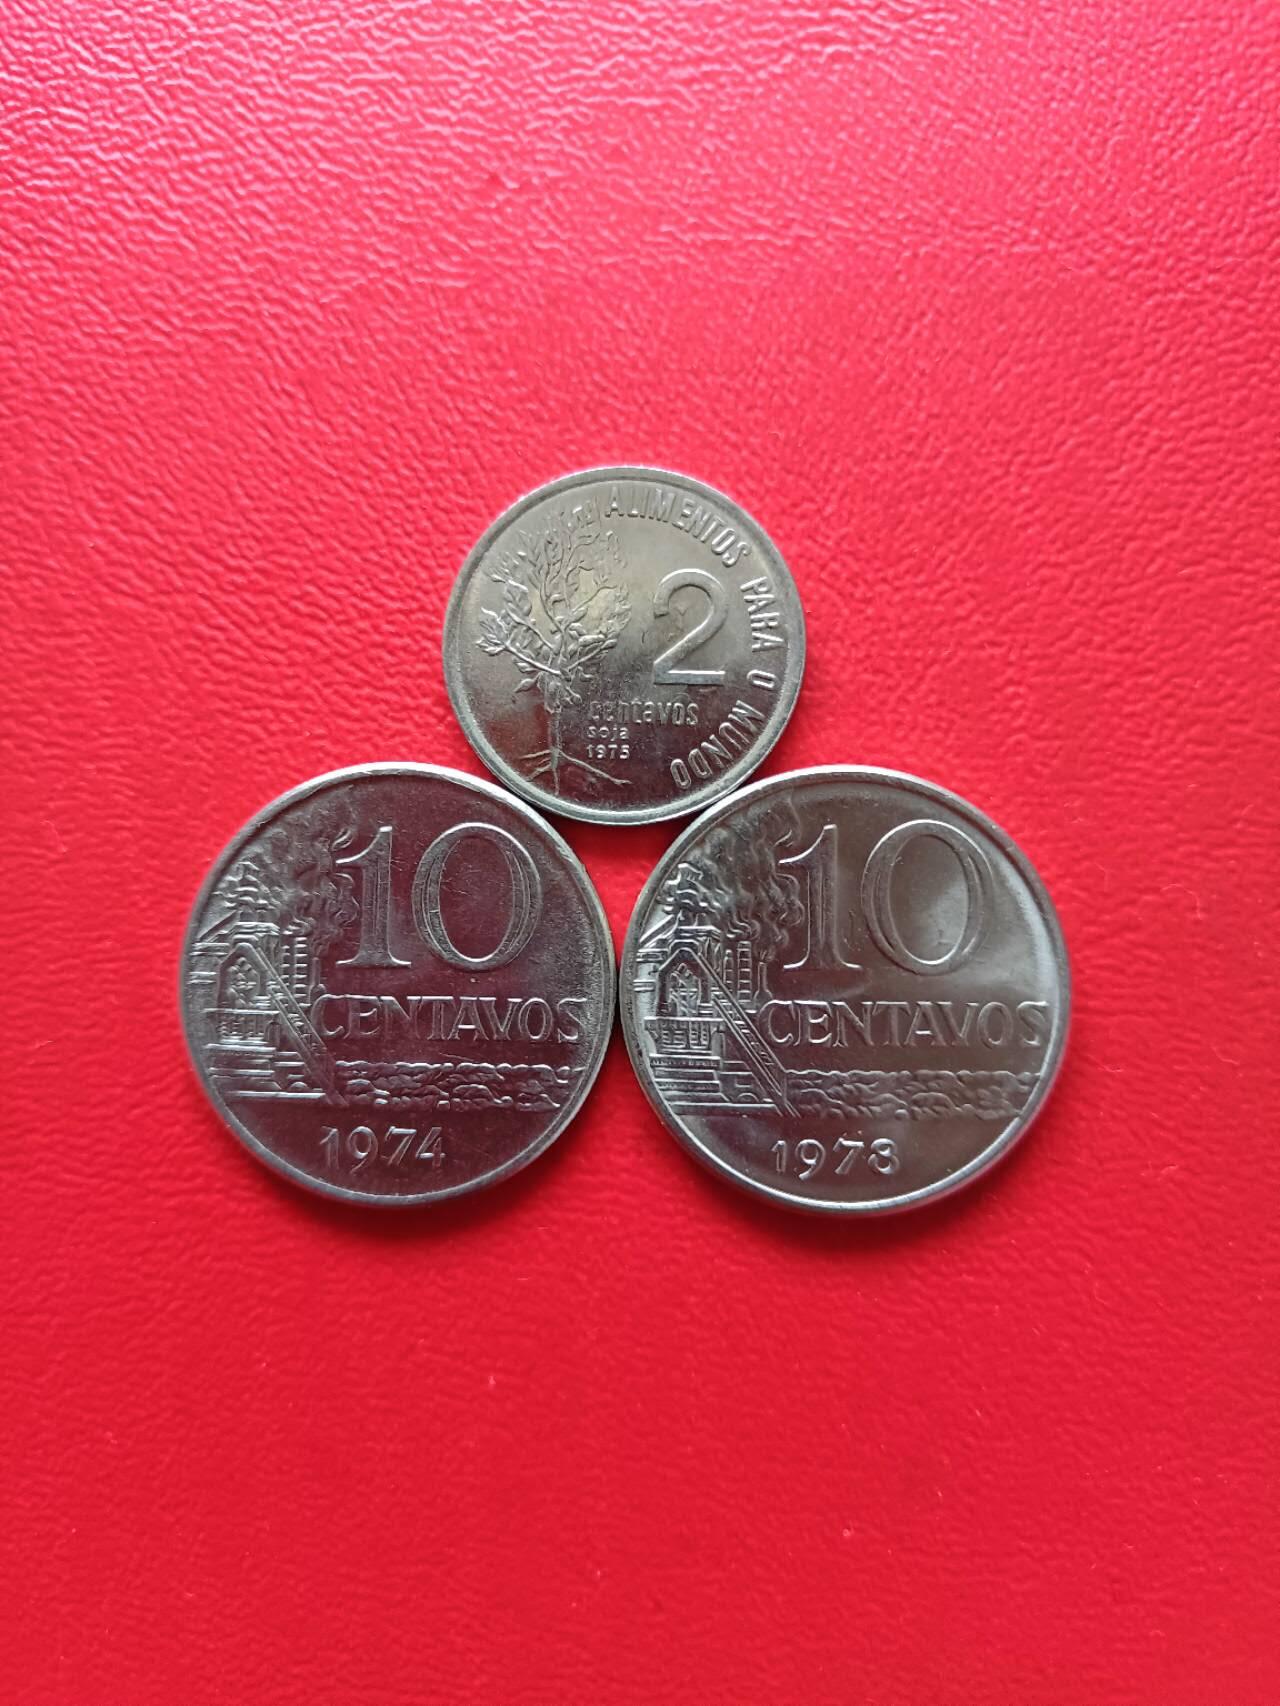 ALIMENTOS PARA O MUNDO
2
centavos
soja
1975
10
CENTAVOS
1974
10
CENTAVOS
1978